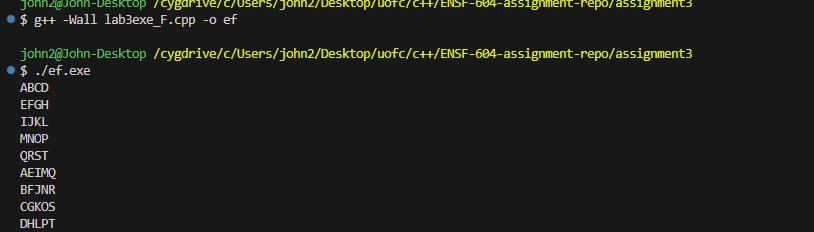 john2@John-Desktop /cygdrive/c/Users/john2/Desktop/uofc/c++/ENSF-604-assignment-repo/assignment3
$ g++ -Wall lab3exe_F.cpp -o ef
john2@John-Desktop /cygdrive/c/Users/john2/Desktop/uofc/c++/ENSF-604-assignment-repo/assignment3
$ ./ef.exe
ABCD
EFGH
IJKL
MNOP
QRST
AEIMQ
BFJNR
CGKOS
DHLPT